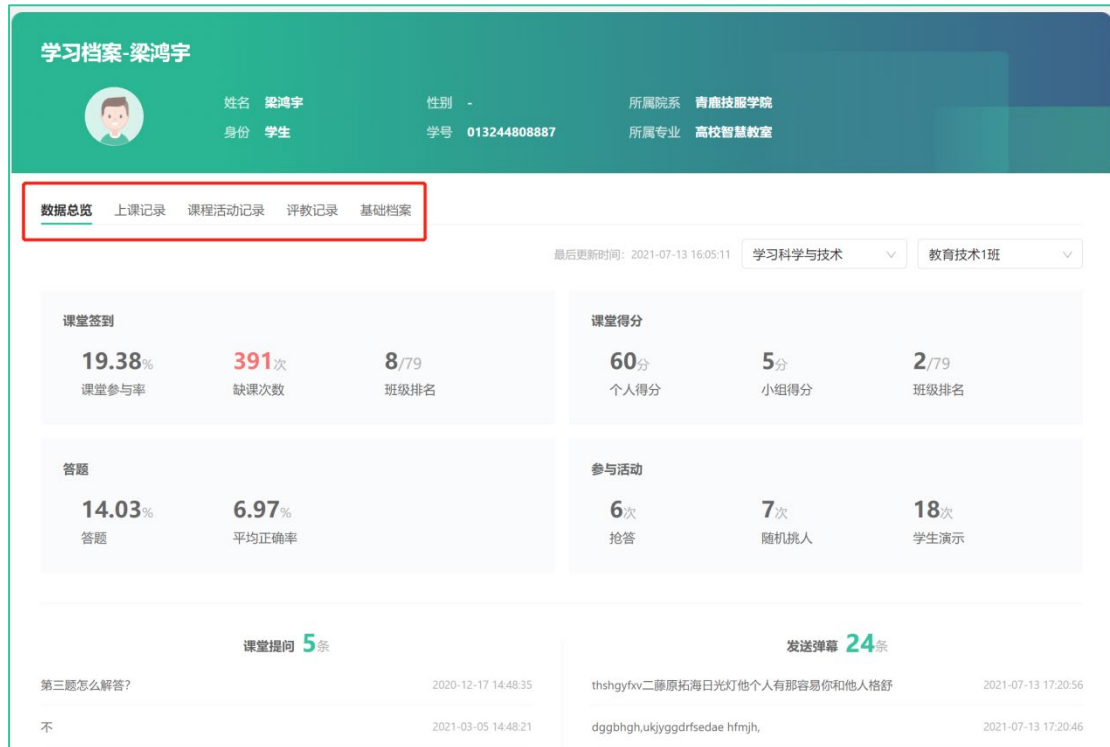 学习档案-梁鸿宇
姓名 梁鸿宇 性别 - 所属院系 青鹿技服学院
身份 学生 学号 013244808887 所属专业 高校智慧教室
数据总览 上课记录 课程活动记录 评教记录 基础档案
最后更新时间: 2021-07-13 16:05:11 学习科学与技术 教育技术1班
课堂签到
19.38% 391次 8/79
课堂参与率 缺课次数 班级排名
课堂得分
60分 5分 2/79
个人得分 小组得分 班级排名
答题
14.03% 6.97%
答题 平均正确率
参与活动
6次 7次 18次
抢答 随机挑人 学生演示
课堂提问 5条
第三题怎么解答? 2020-12-17 14:48:35
不 2021-03-05 14:48:21
发送弹幕 24条
thshgyfxv二藤原拓海日光灯他个人有那容易你和他人格舒 2021-07-13 17:20:56
dggbhgh,ukjyggdrfsedae hfmjh, 2021-07-13 17:20:46